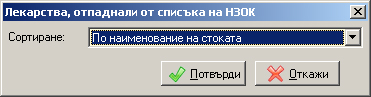 Лекарства, отпаднали от списъка на НЗОК
Сортиране: По наименование на стоката
Потвърди Откажи